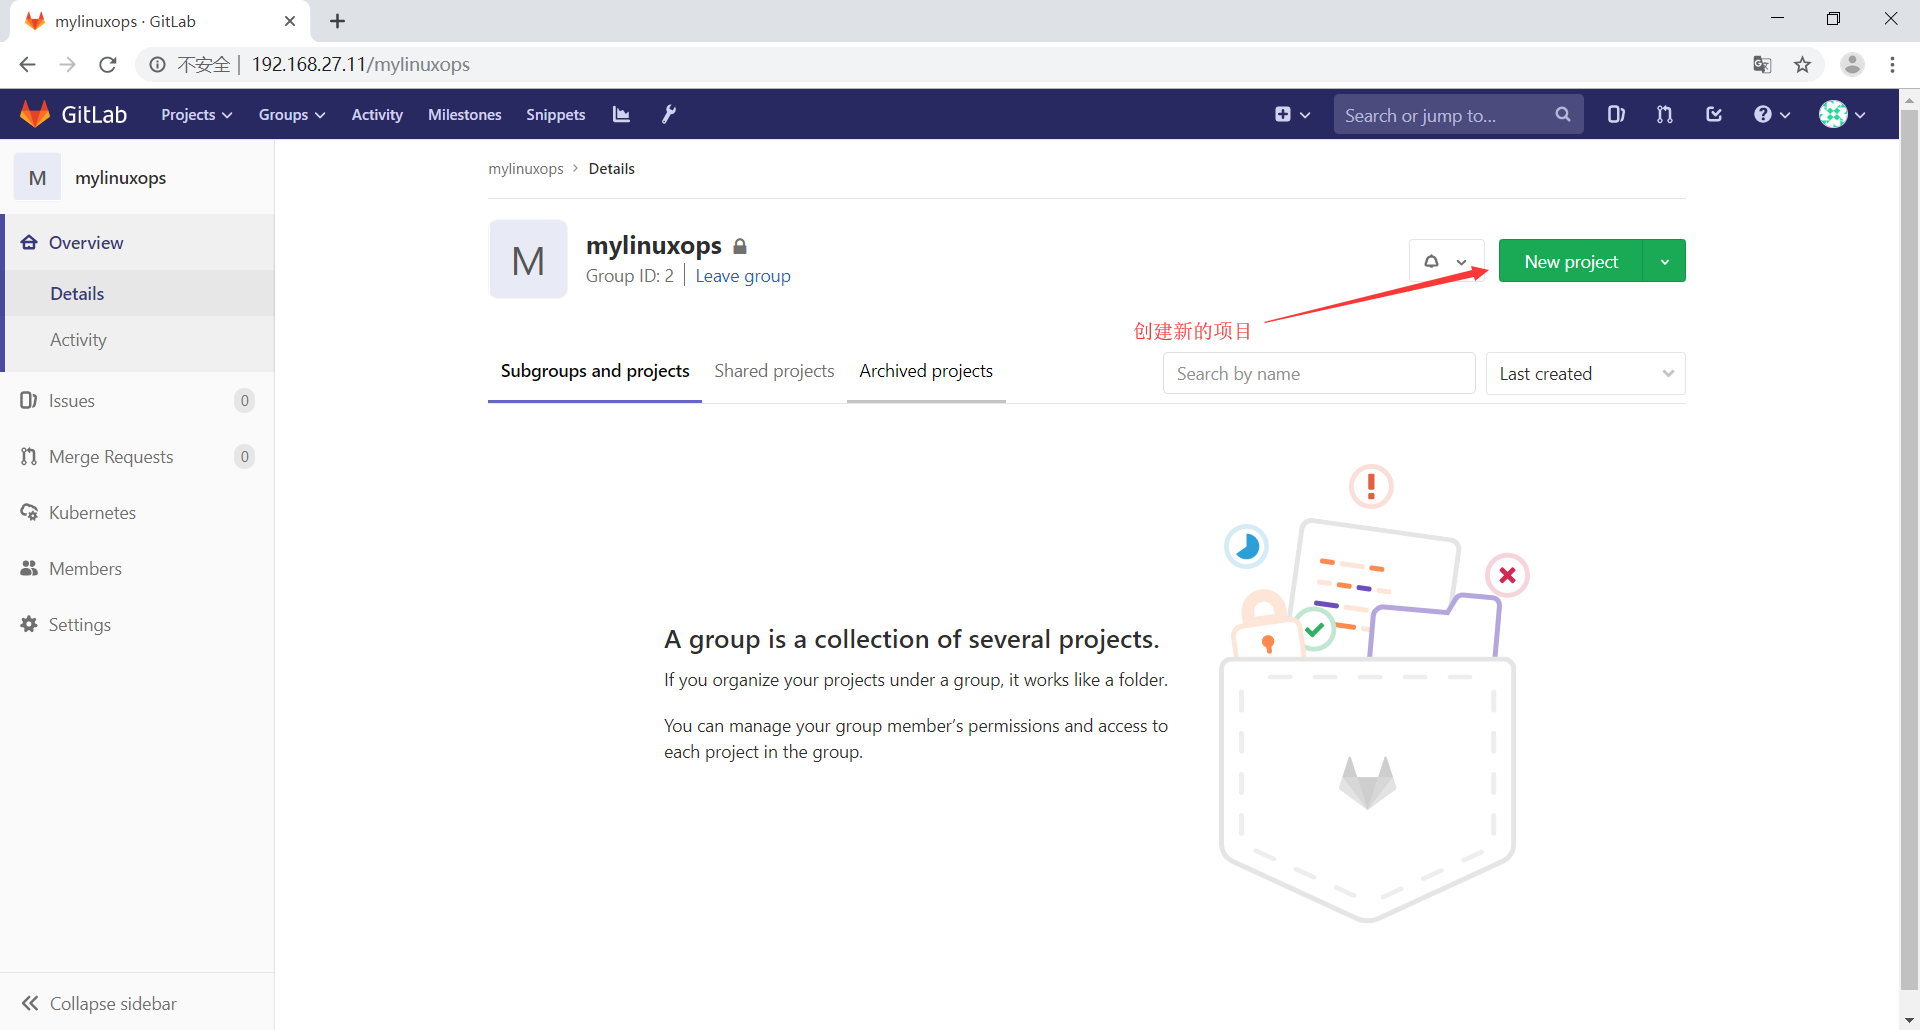 mylinuxops · GitLab
不安全 | 192.168.27.11/mylinuxops
GitLab Projects Groups Activity Milestones Snippets Search or jump to...
M mylinuxops
Overview
Details
Activity
Issues 0
Merge Requests 0
Kubernetes
Members
Settings
Collapse sidebar
mylinuxops > Details
M
mylinuxops
Group ID: 2 | Leave group
New project
创建新的项目
Subgroups and projects Shared projects Archived projects
Search by name Last created
A group is a collection of several projects.
If you organize your projects under a group, it works like a folder.
You can manage your group member’s permissions and access to
each project in the group.